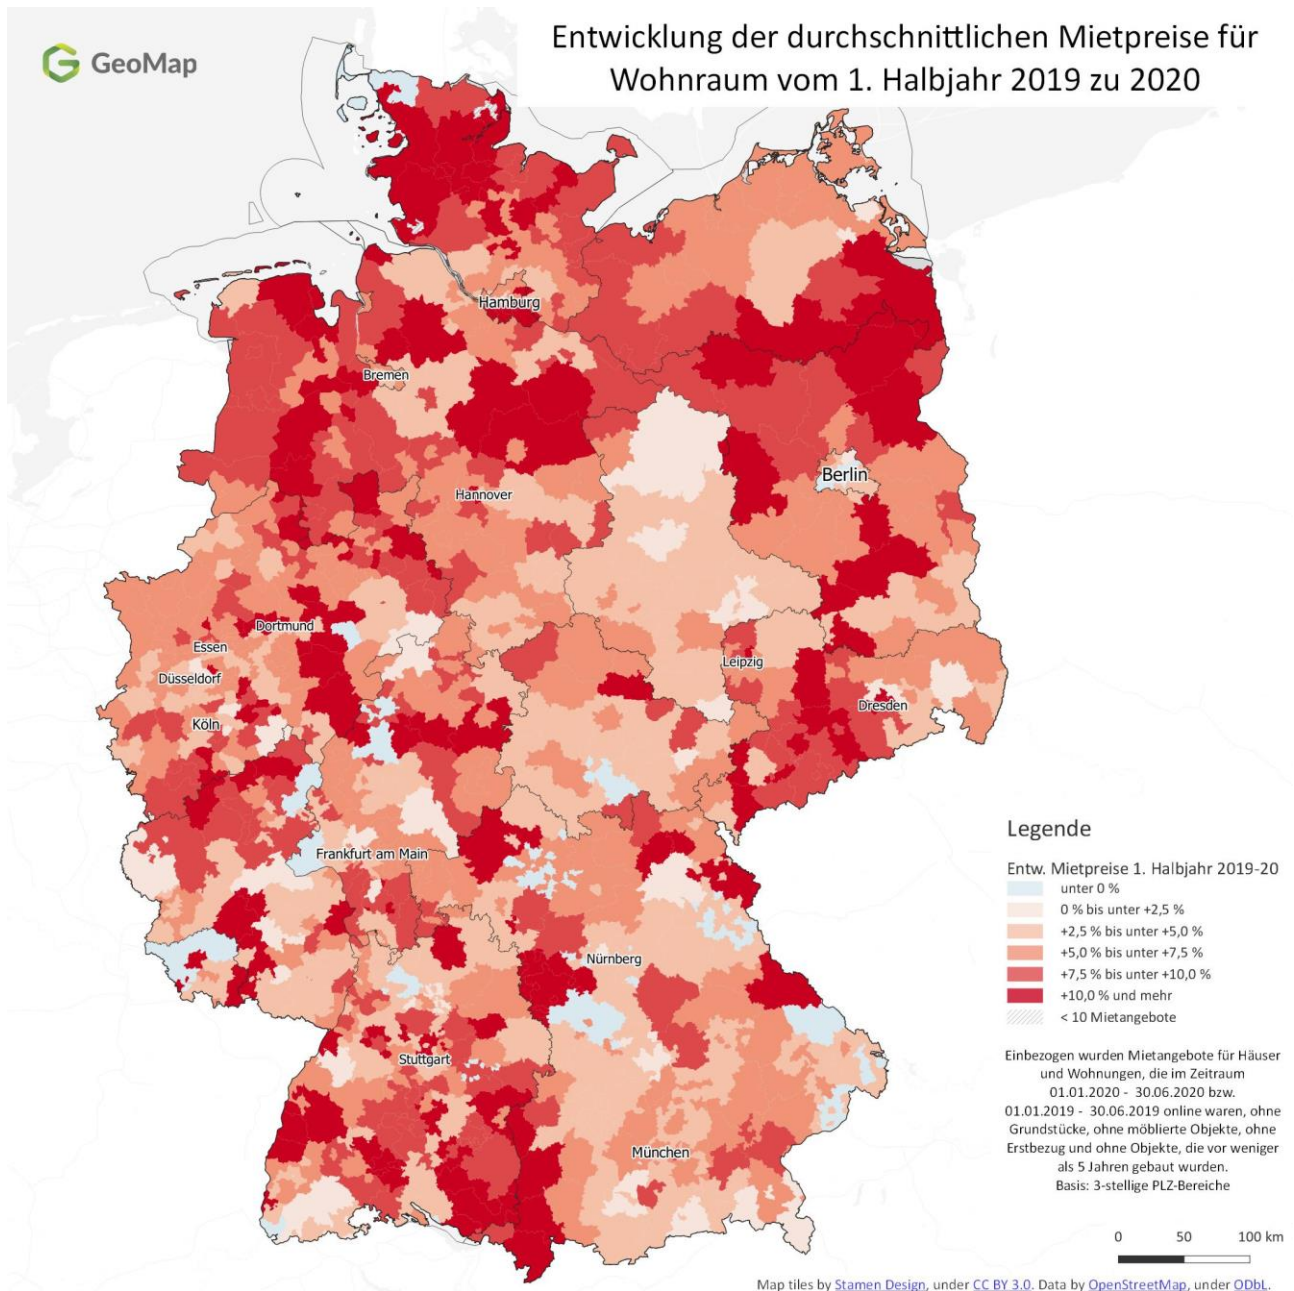 GeoMap
Entwicklung der durchschnittlichen Mietpreise für
Wohnraum vom 1. Halbjahr 2019 zu 2020
Hamburg
Bremen
Berlin
Hannover
Dortmund
Essen
Leipzig
Düsseldorf
Dresden
Köln
Frankfurt am Main
Nürnberg
Stuttgart
München
Legende
Entw. Mietpreise 1. Halbjahr 2019-20
unter 0 %
0 % bis unter +2,5 %
+2,5 % bis unter +5,0 %
+5,0 % bis unter +7,5 %
+7,5 % bis unter +10,0 %
+10,0 % und mehr
< 10 Mietangebote
Einbezogen wurden Mietangebote für Häuser
und Wohnungen, die im Zeitraum
01.01.2020 - 30.06.2020 bzw.
01.01.2019 - 30.06.2019 online waren, ohne
Grundstücke, ohne möblierte Objekte, ohne
Erstbezug und ohne Objekte, die vor weniger
als 5 Jahren gebaut wurden.
Basis: 3-stellige PLZ-Bereiche
0 50 100 km
Map tiles by Stamen Design, under CC BY 3.0. Data by OpenStreetMap, under ODbL.